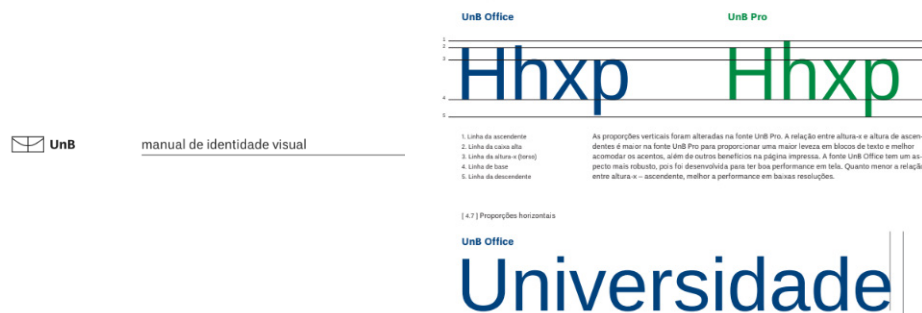 UnB
manual de identidade visual
UnB Office
UnB Pro
1
2
3
4
5
Hhxp
Hhxp
1. Linha da ascendente
2. Linha da caixa alta
3. Linha da altura-x (torso)
4. Linha de base
5. Linha da descendente
As proporções verticais foram alteradas na fonte UnB Pro. A relação entre altura-x e altura de ascen-
dentes é maior na fonte UnB Pro para proporcionar uma maior leveza em blocos de texto e melhor
acomodar os acentos, além de outros benefícios na página impressa. A fonte UnB Office tem um as-
pecto mais robusto, pois foi desenvolvida para ter boa performance em tela. Quanto menor a relação
entre altura-x – ascendente, melhor a performance em baixas resoluções.
[ 4.7 ] Proporções horizontais
UnB Office
Universidade